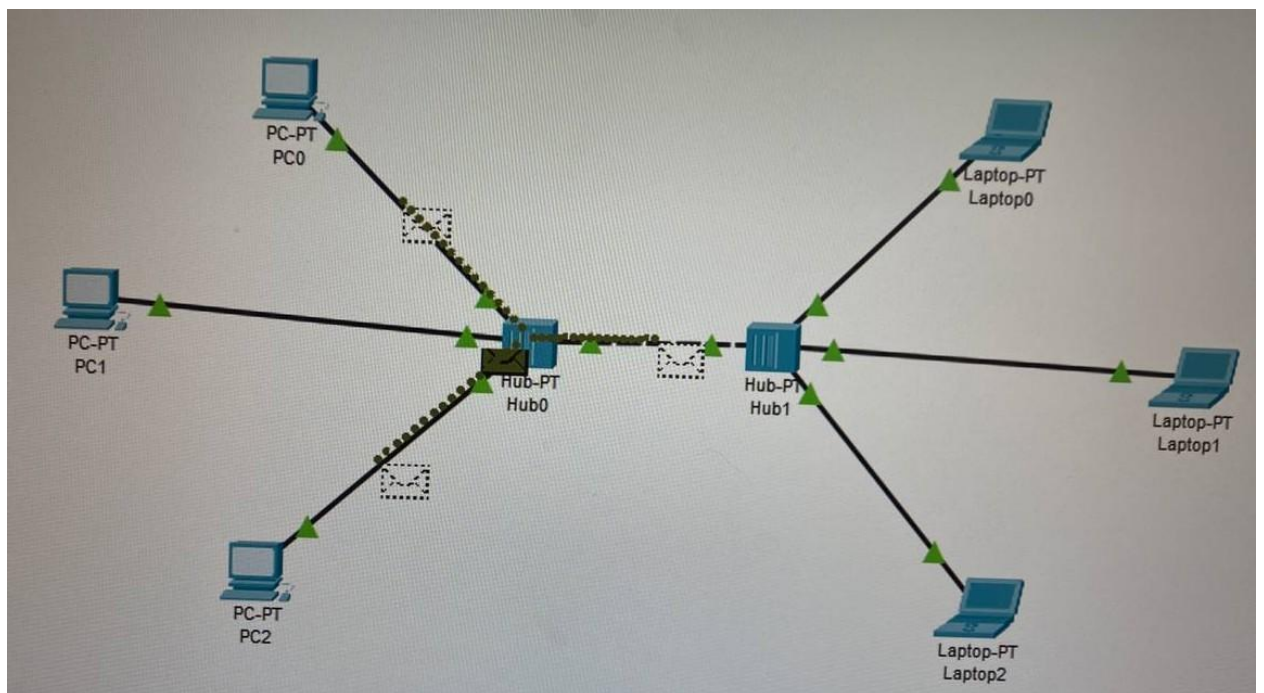 PC-PT
PC0
Laptop-PT
Laptop0
PC-PT
PC1
Hub-PT
Hub0
Hub-PT
Hub1
Laptop-PT
Laptop1
PC-PT
PC2
Laptop-PT
Laptop2